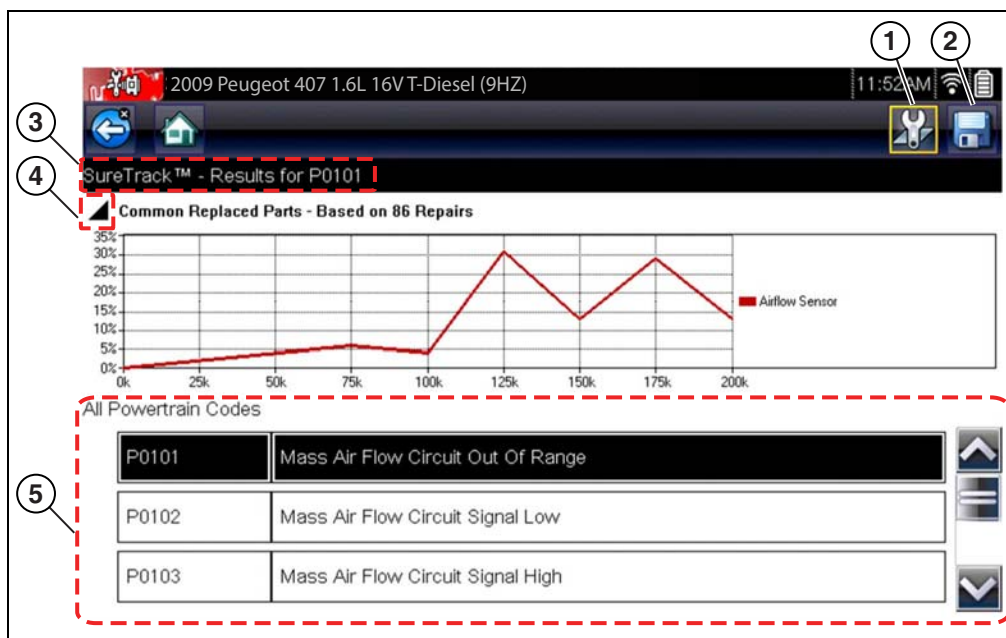 1 2
2009 Peugeot 407 1.6L 16V T-Diesel (9HZ) 11:52AM
3
SureTrack™ - Results for P0101
4
Common Replaced Parts - Based on 86 Repairs
35%
30%
25%
20%
15%
10%
5%
0%
Airflow Sensor
0k 25k 50k 75k 100k 125k 150k 175k 200k
All Powertrain Codes
P0101 Mass Air Flow Circuit Out Of Range
5
P0102 Mass Air Flow Circuit Signal Low
P0103 Mass Air Flow Circuit Signal High